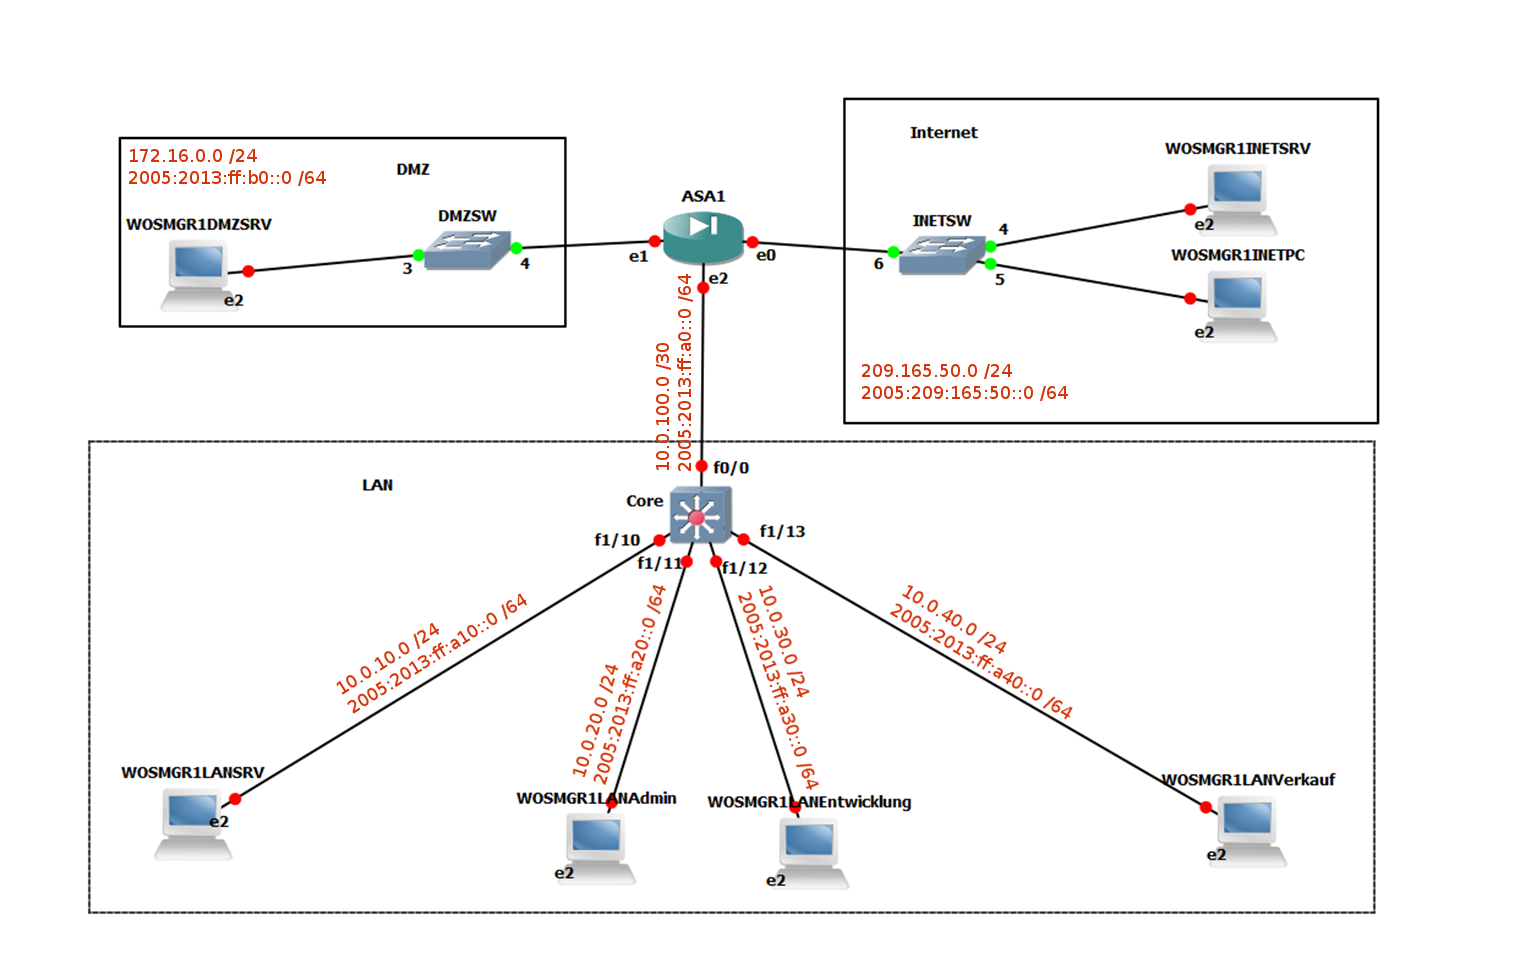 Internet
172.16.0.0 /24
2005:2013:ff:b0::0 /64
DMZ
WOSMGR1DMZSRV
DMZSW
3
4
e2
ASA1
e1
e0
e2
INETSW
6
4
5
WOSMGR1INETSRV
e2
WOSMGR1INETPC
e2
209.165.50.0 /24
2005:209:165:50::0 /64
10.0.100.0 /30
2005:2013:ff:a0::0 /64
LAN
f0/0
Core
f1/10
f1/11
f1/12
f1/13
10.0.10.0 /24
2005:2013:ff:a10::0 /64
10.0.20.0 /24
2005:2013:ff:a20::0 /64
10.0.30.0 /24
2005:2013:ff:a30::0 /64
10.0.40.0 /24
2005:2013:ff:a40::0 /64
WOSMGR1LANSRV
e2
WOSMGR1LANAdmin
e2
WOSMGR1LANEntwicklung
e2
WOSMGR1LANVerkauf
e2